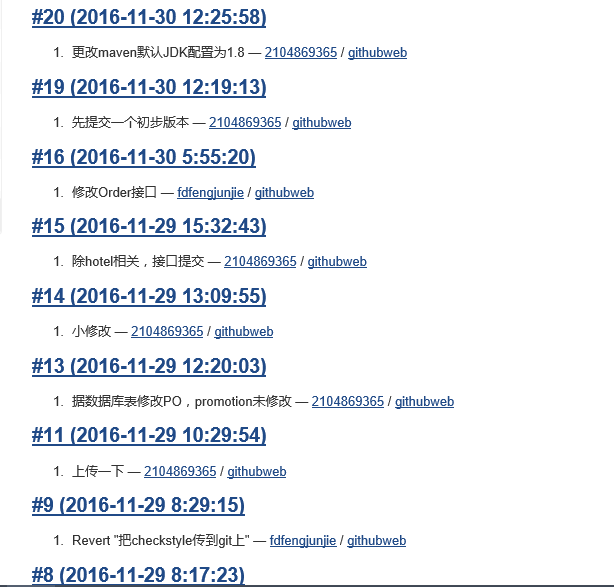 #20 (2016-11-30 12:25:58)
1. 更改maven默认JDK配置为1.8 — 2104869365 / githubweb
#19 (2016-11-30 12:19:13)
1. 先提交一个初步版本 — 2104869365 / githubweb
#16 (2016-11-30 5:55:20)
1. 修改Order接口 — fdfengjunjie / githubweb
#15 (2016-11-29 15:32:43)
1. 除hotel相关，接口提交 — 2104869365 / githubweb
#14 (2016-11-29 13:09:55)
1. 小修改 — 2104869365 / githubweb
#13 (2016-11-29 12:20:03)
1. 据数据库表修改PO，promotion未修改 — 2104869365 / githubweb
#11 (2016-11-29 10:29:54)
1. 上传一下 — 2104869365 / githubweb
#9 (2016-11-29 8:29:15)
1. Revert "把checkstyle传到git上" — fdfengjunjie / githubweb
#8 (2016-11-29 8:17:23)